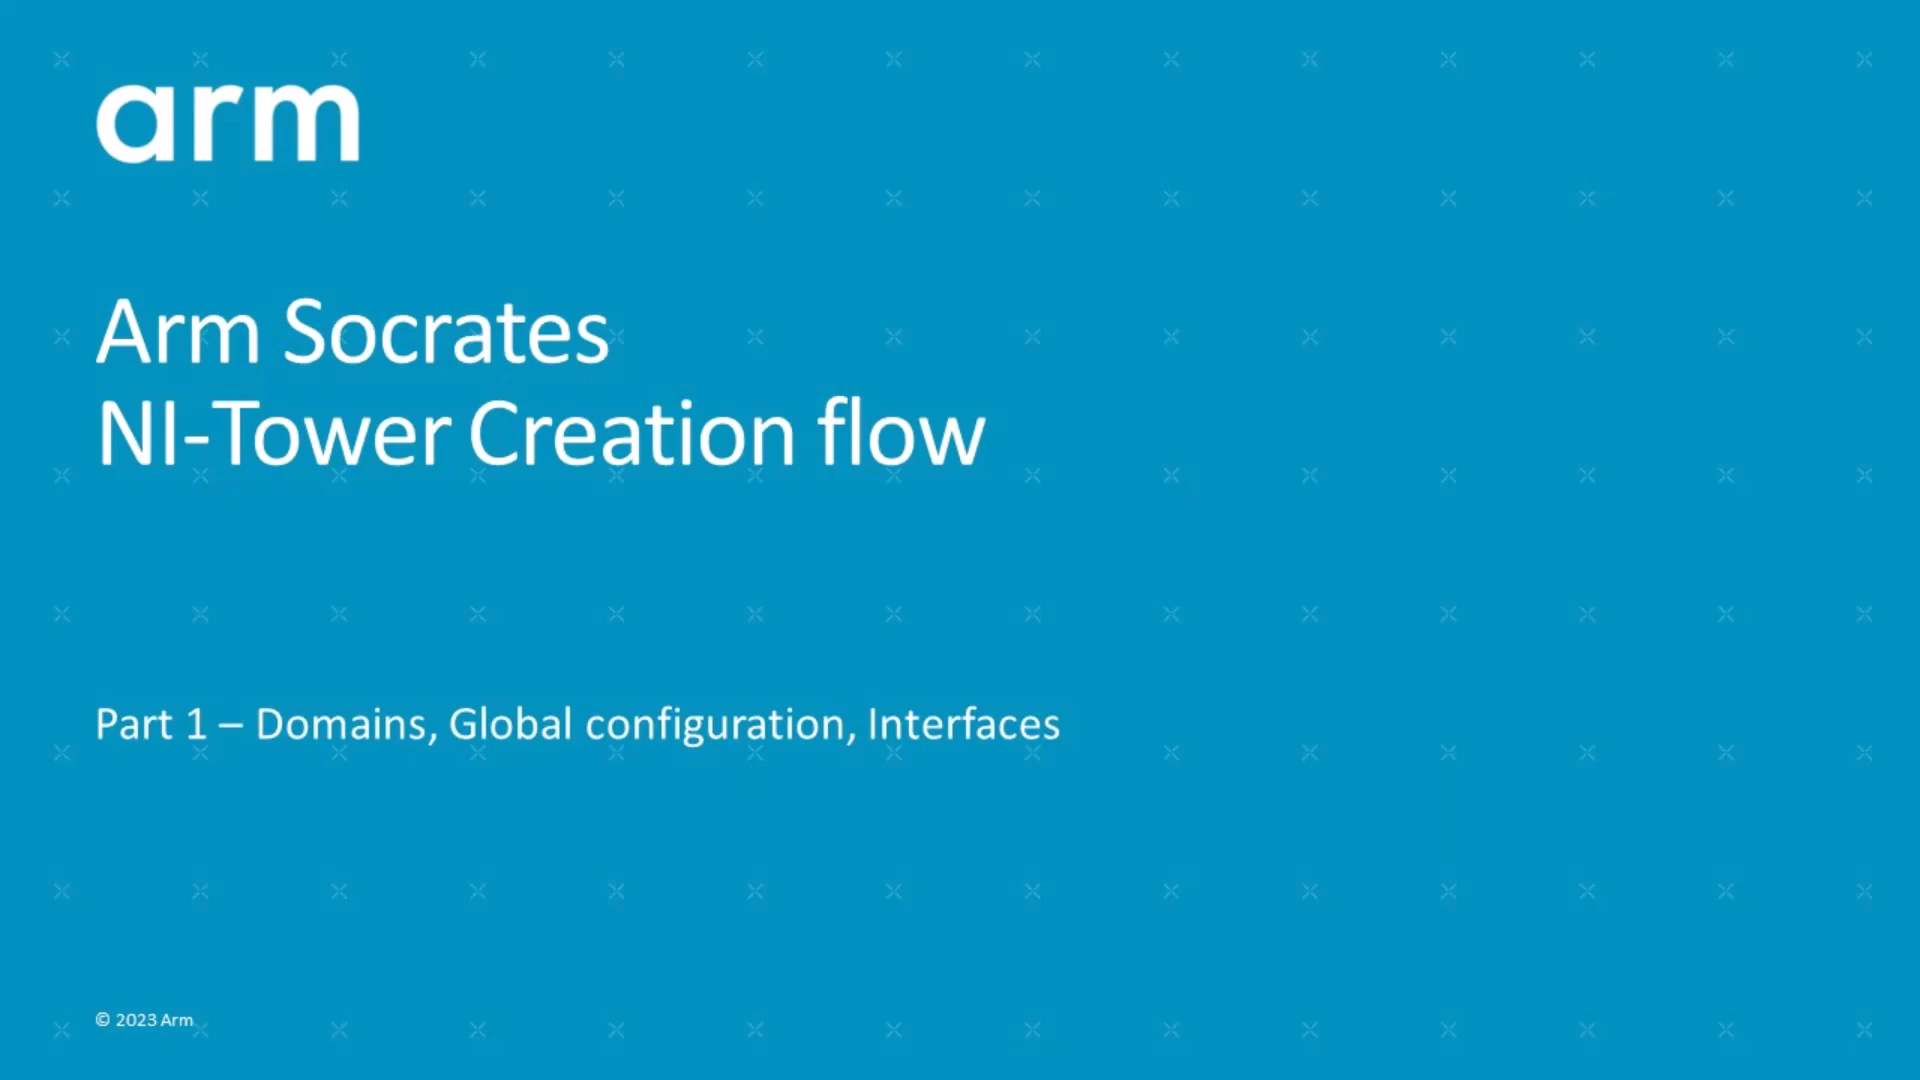 arm
Arm Socrates
NI-Tower Creation flow
Part 1 – Domains, Global configuration, Interfaces
© 2023 Arm